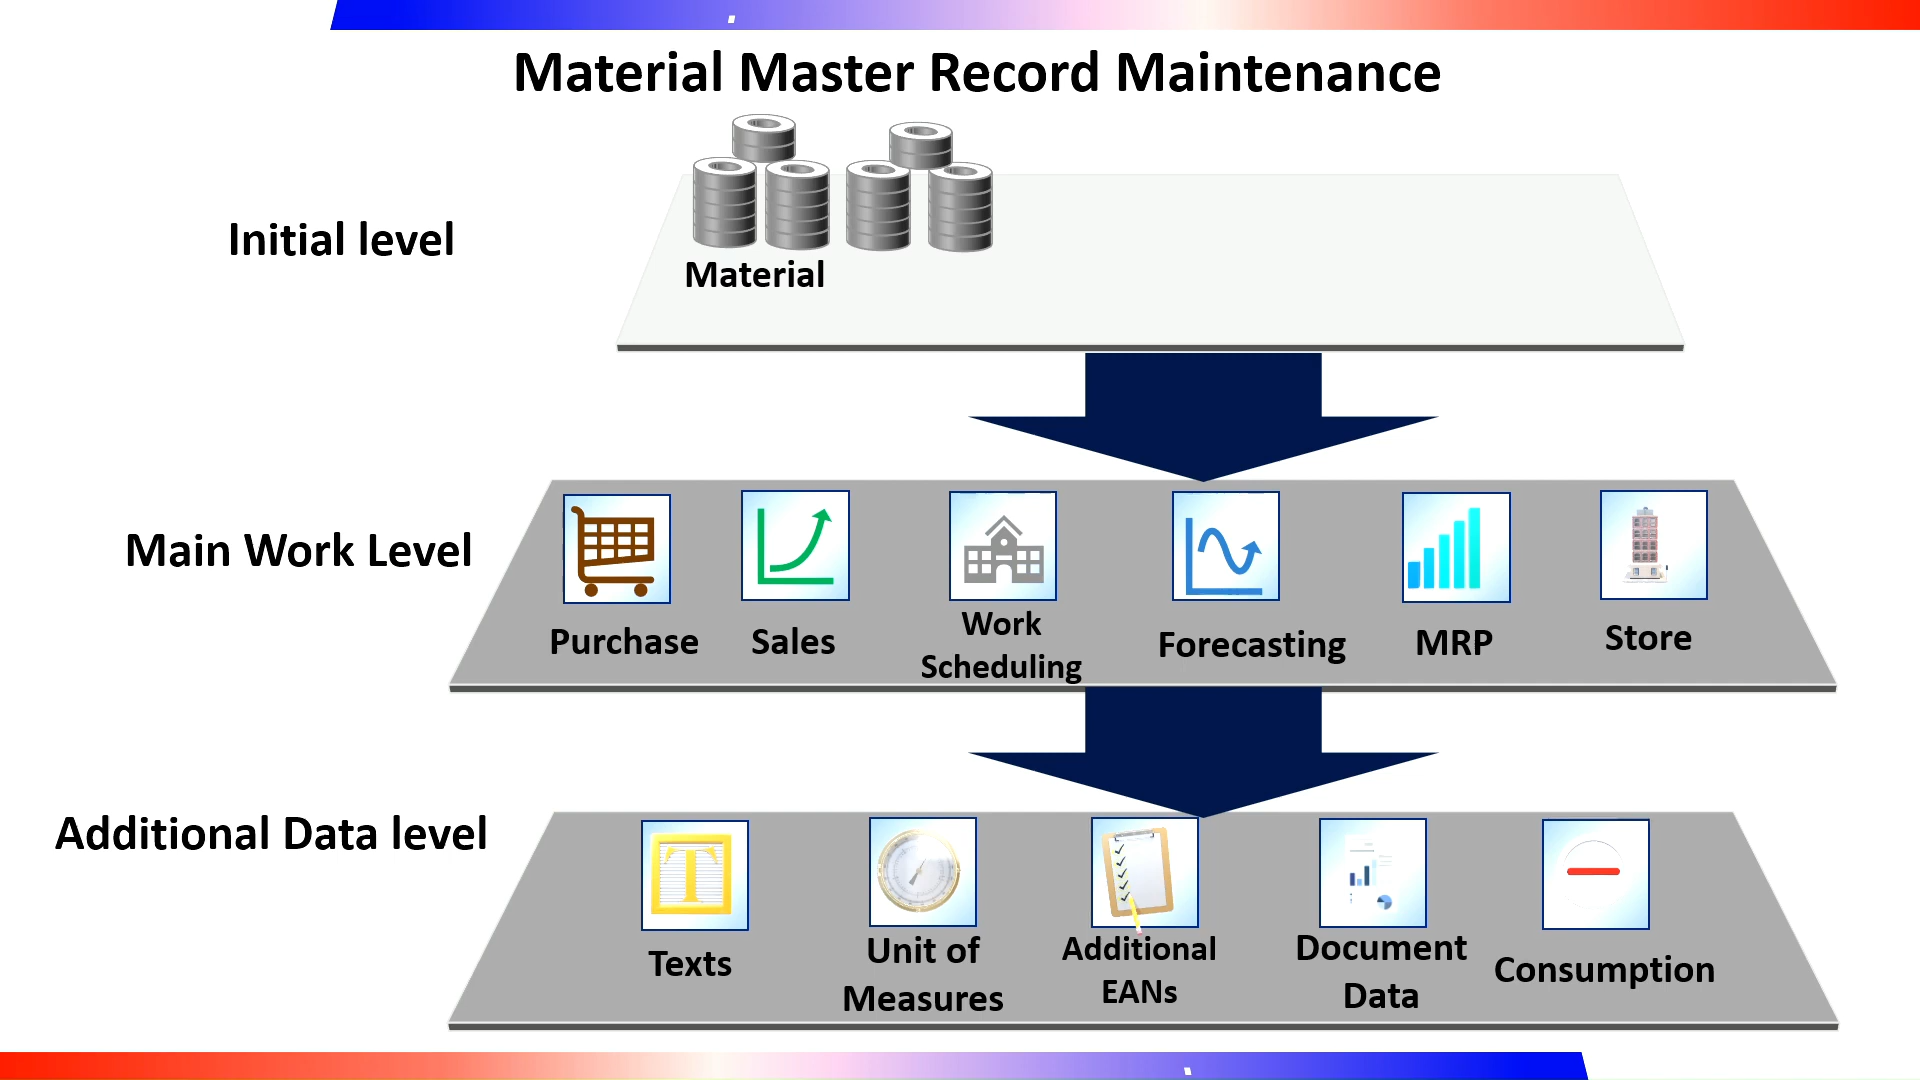 Material Master Record Maintenance
Initial level
Material
Main Work Level
Purchase
Sales
Work
Scheduling
Forecasting
MRP
Store
Additional Data level
T
Texts
Unit of
Measures
Additional
EANs
Document
Data
Consumption